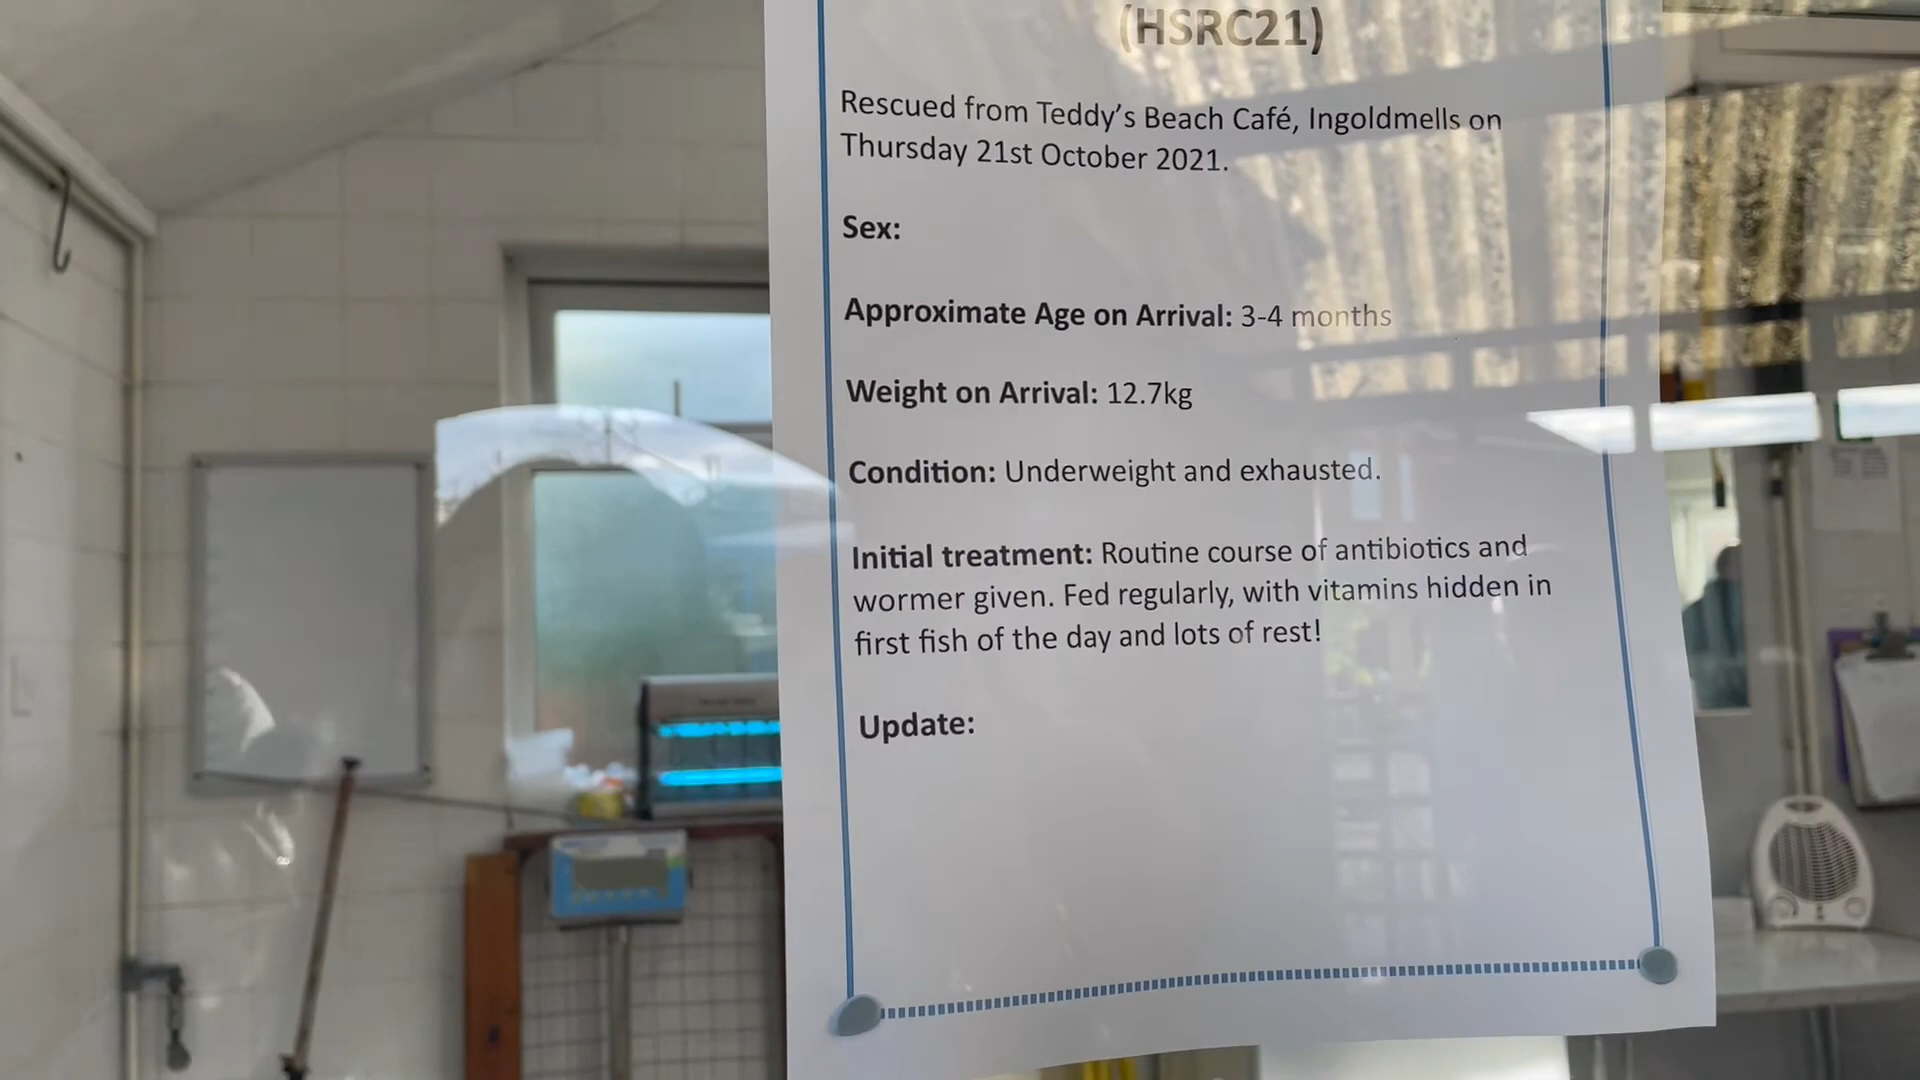 (HSRC21)
Rescued from Teddy's Beach Café, Ingoldmells on
Thursday 21st October 2021.
Sex:
Approximate Age on Arrival: 3-4 months
Weight on Arrival: 12.7kg
Condition: Underweight and exhausted.
Initial treatment: Routine course of antibiotics and
wormer given. Fed regularly, with vitamins hidden in
first fish of the day and lots of rest!
Update: